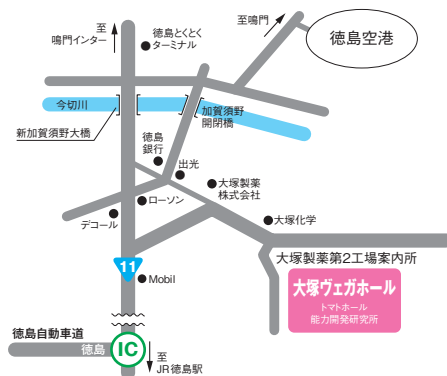 至
鳴門インター
徳島とくとく
ターミナル
至鳴門
徳島空港
今切川
新加賀須野大橋
加賀須野
開閉橋
徳島
銀行
出光
大塚製薬
株式会社
ローソン
デコール
大塚化学
大塚製薬第2工場案内所
11
Mobil
大塚ヴェガホール
トマトホール
能力開発研究所
徳島自動車道
徳島
IC
至
JR徳島駅